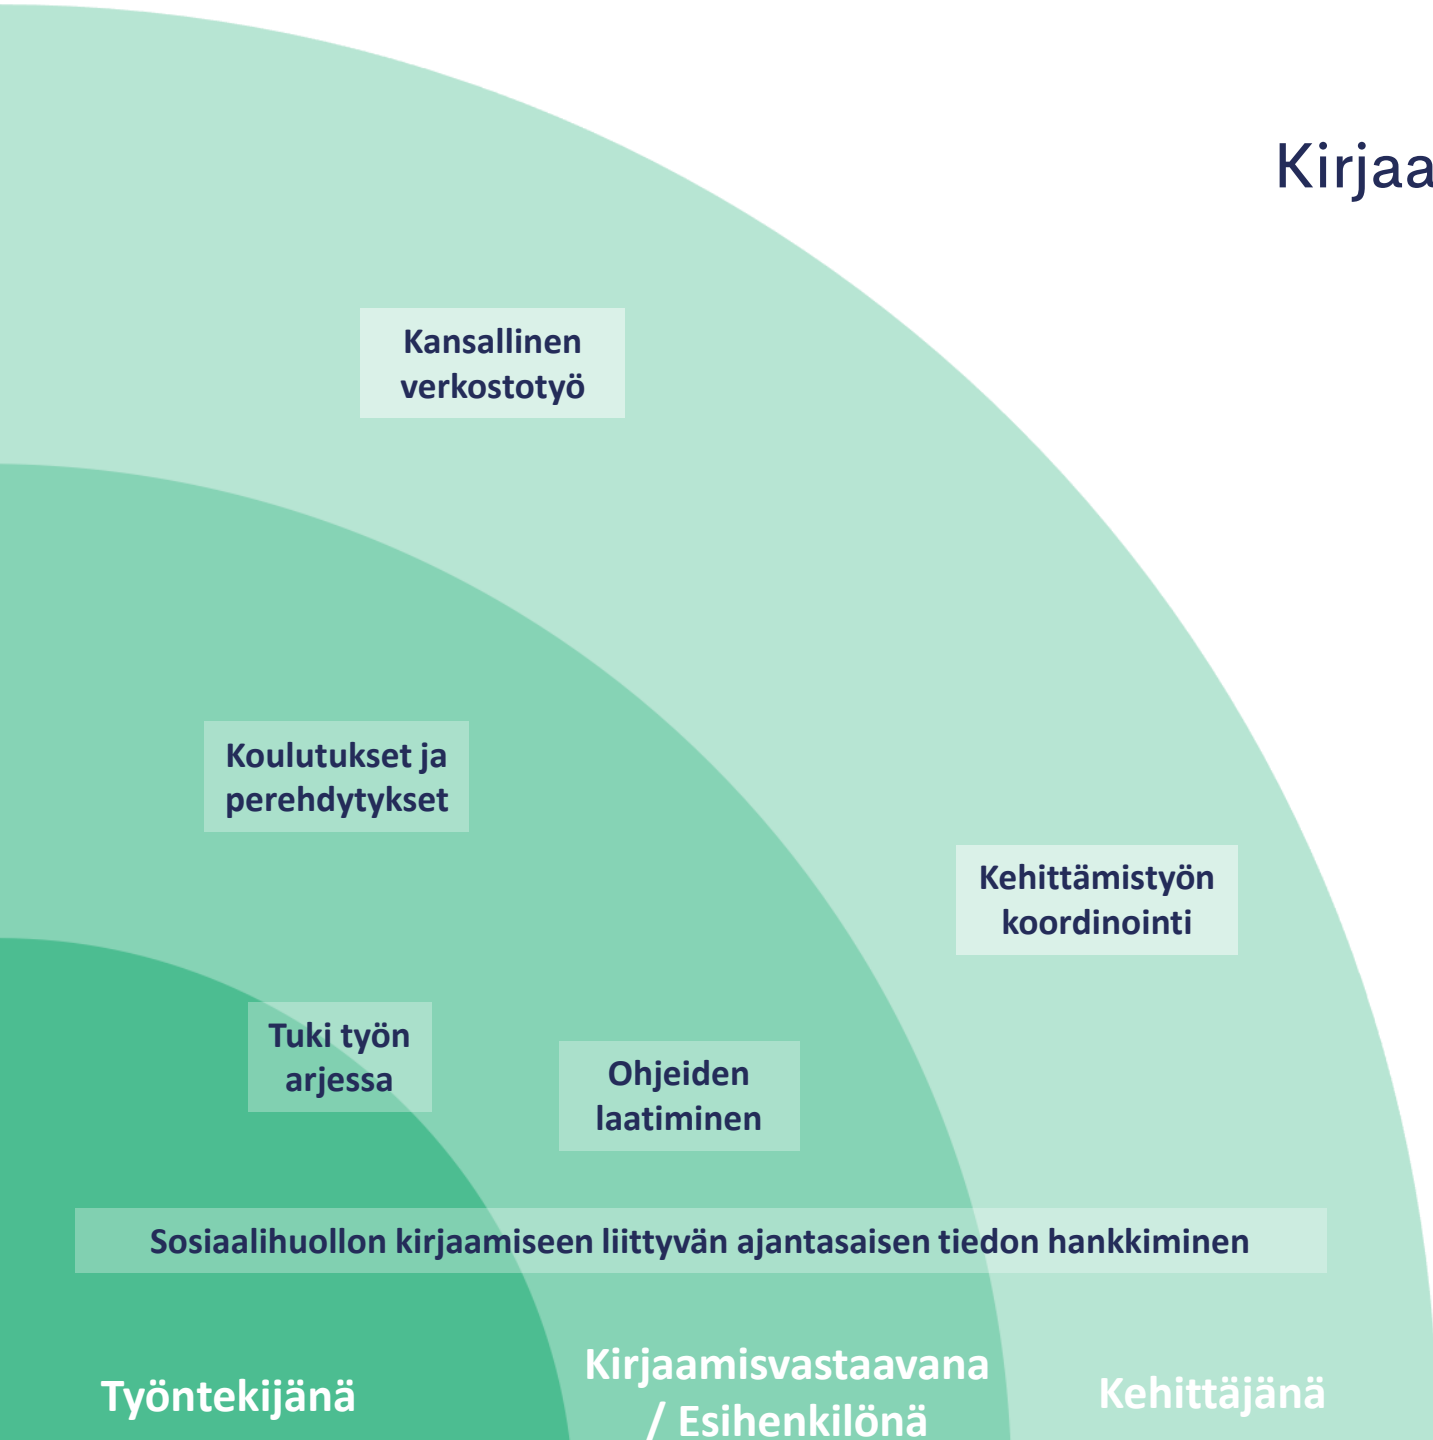 Kirjaa
Kansallinen
verkostotyö
Koulutukset ja
perehdytykset
Kehittämistyön
koordinointi
Tuki työn
arjessa
Ohjeiden
laatiminen
Sosiaalihuollon kirjaamiseen liittyvän ajantasaisen tiedon hankkiminen
Työntekijänä
Kirjaamisvastaavana
/ Esihenkilönä
Kehittäjänä